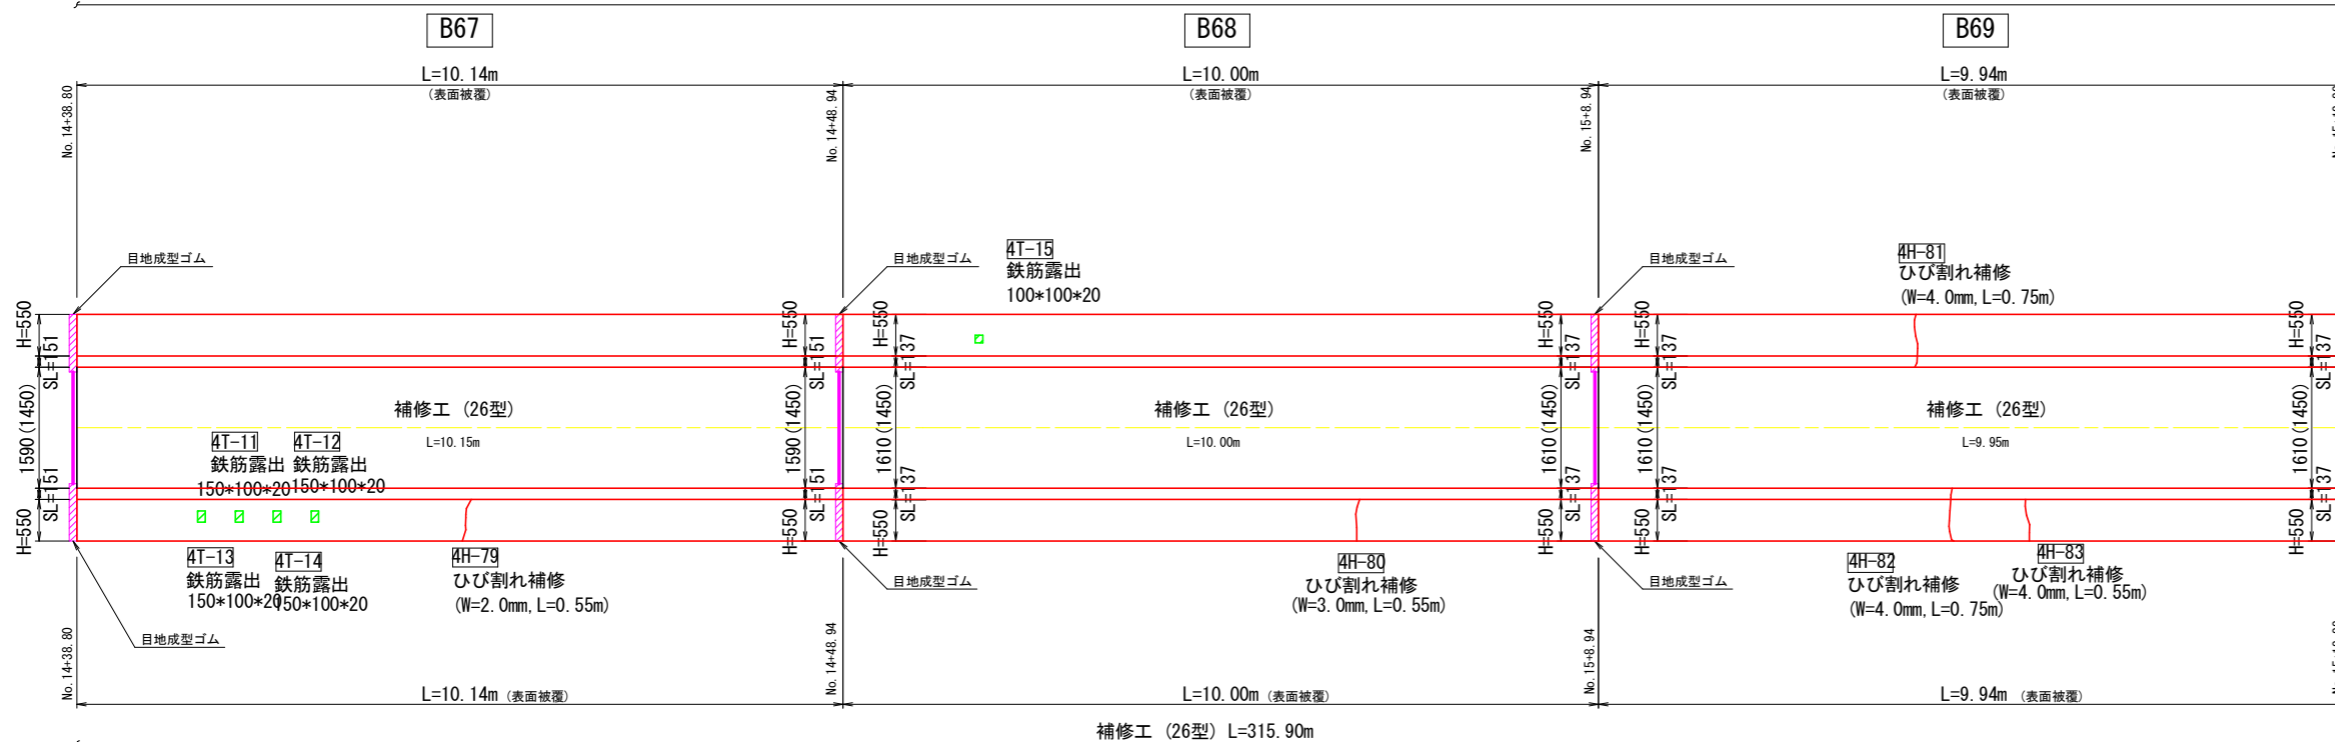 B67
B68
B69
L=10.14m
(表面被覆)
L=10.00m
(表面被覆)
L=9.94m
(表面被覆)
No.14+38.80
No.14+48.94
No.15+8.94
目地成型ゴム
目地成型ゴム
4T-15
鉄筋露出
100*100*20
目地成型ゴム
4H-81
ひび割れ補修
(W=4.0mm,L=0.75m)
H=550
SL=151
1590(1450)
SL=151
H=550
H=550
SL=151
1590(1450)
SL=151
H=550
H=550
SL=137
1610(1450)
SL=137
H=550
H=550
SL=137
1610(1450)
SL=137
H=550
H=550
SL=137
1610(1450)
SL=137
H=550
H=550
SL=137
1610(1450)
SL=137
H=550
補修工 (26型)
L=10.15m
補修工 (26型)
L=10.00m
補修工 (26型)
L=9.95m
4T-11
鉄筋露出
150*100*20
4T-12
鉄筋露出
150*100*20
4T-13
鉄筋露出
150*100*20
4T-14
鉄筋露出
150*100*20
4H-79
ひび割れ補修
(W=2.0mm,L=0.55m)
目地成型ゴム
目地成型ゴム
4H-80
ひび割れ補修
(W=3.0mm,L=0.55m)
目地成型ゴム
4H-82
ひび割れ補修
(W=4.0mm,L=0.75m)
4H-83
ひび割れ補修
(W=4.0mm,L=0.55m)
No.14+38.80
No.14+48.94
No.15+8.94
L=10.14m (表面被覆)
L=10.00m (表面被覆)
L=9.94m (表面被覆)
補修工 (26型) L=315.90m